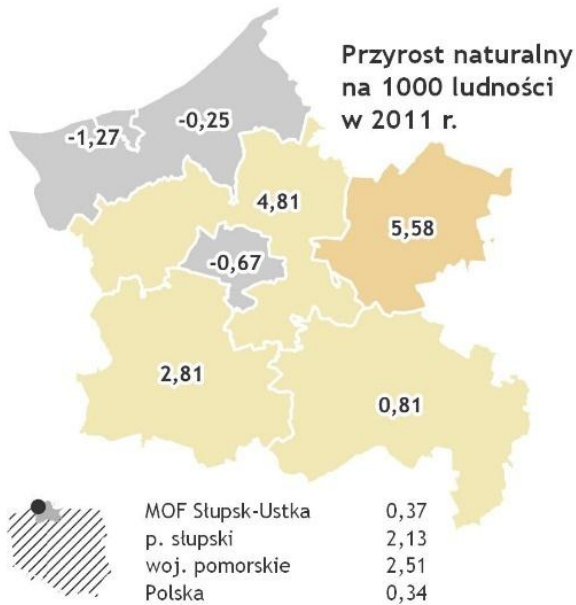 Przyrost naturalny
na 1000 ludności
w 2011 r.
-1,27
-0,25
4,81
5,58
-0,67
2,81
0,81
MOF Słupsk-Ustka 0,37
p. słupski 2,13
woj. pomorskie 2,51
Polska 0,34